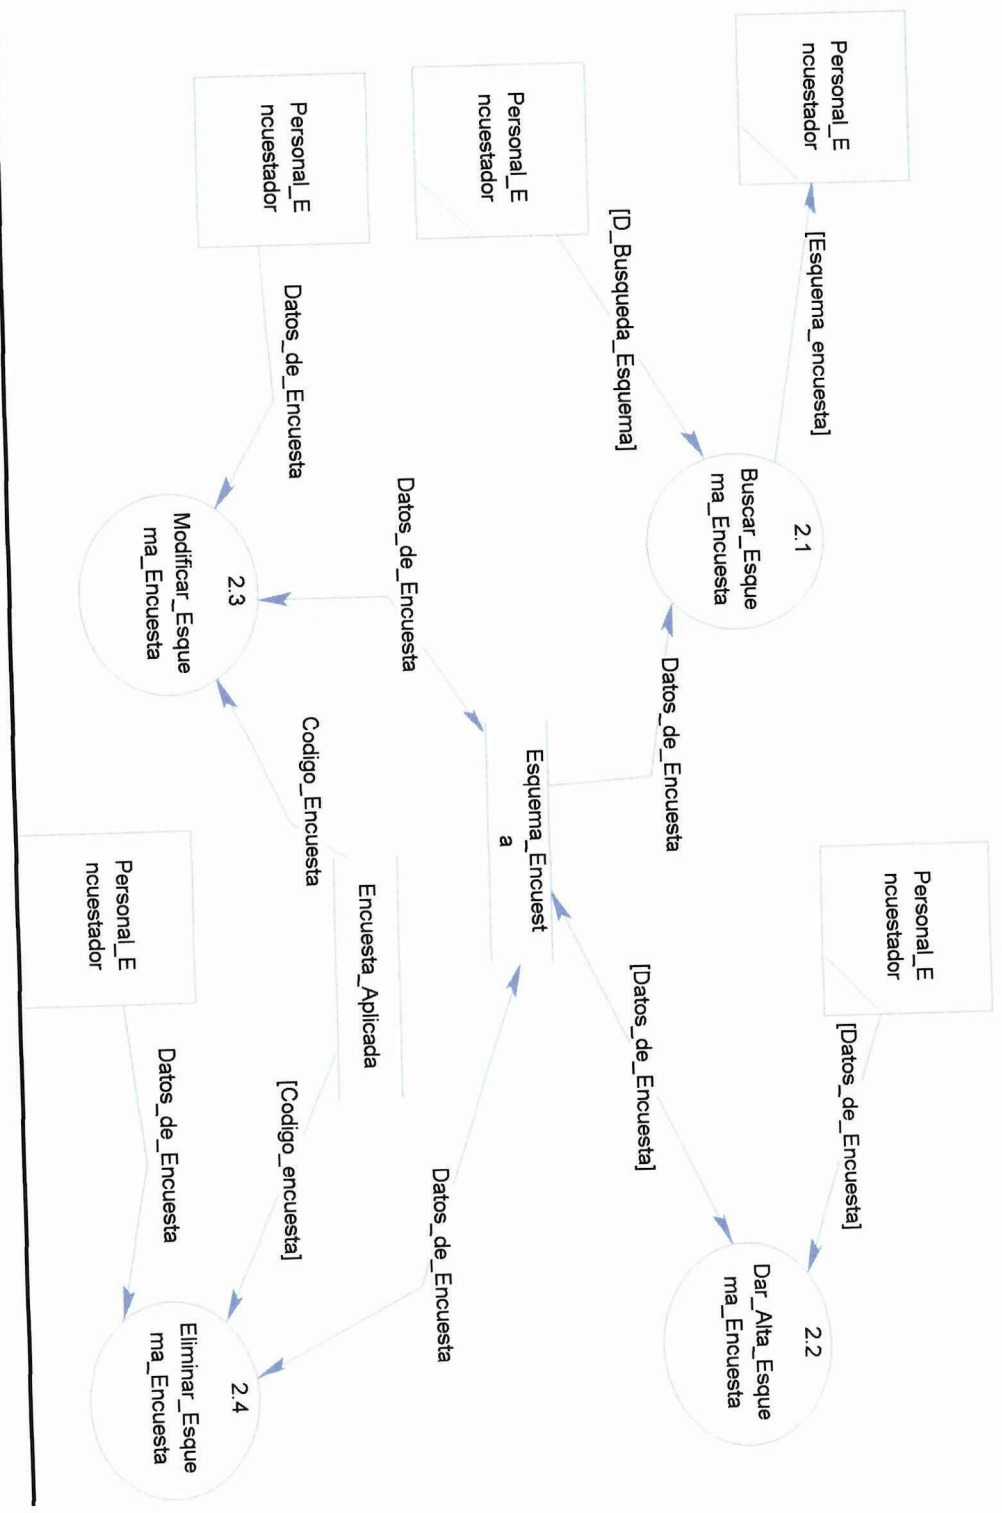 Personal_E
ncuestador
[Esquema_encuesta]
2.1
Buscar_Esque
ma_Encuesta
Personal_E
ncuestador
[Datos_de_Encuesta]
2.2
Dar_Alta_Esque
ma_Encuesta
Personal_E
ncuestador
[D_Busqueda_Esquema]
Datos_de_Encuesta
[Datos_de_Encuesta]
Esquema_Encuest
a
Personal_E
ncuestador
Datos_de_Encuesta
Datos_de_Encuesta
Datos_de_Encuesta
2.3
Modificar_Esque
ma_Encuesta
Codigo_Encuesta
Encuesta_Aplicada
[Codigo_encuesta]
2.4
Eliminar_Esque
ma_Encuesta
Personal_E
ncuestador
Datos_de_Encuesta